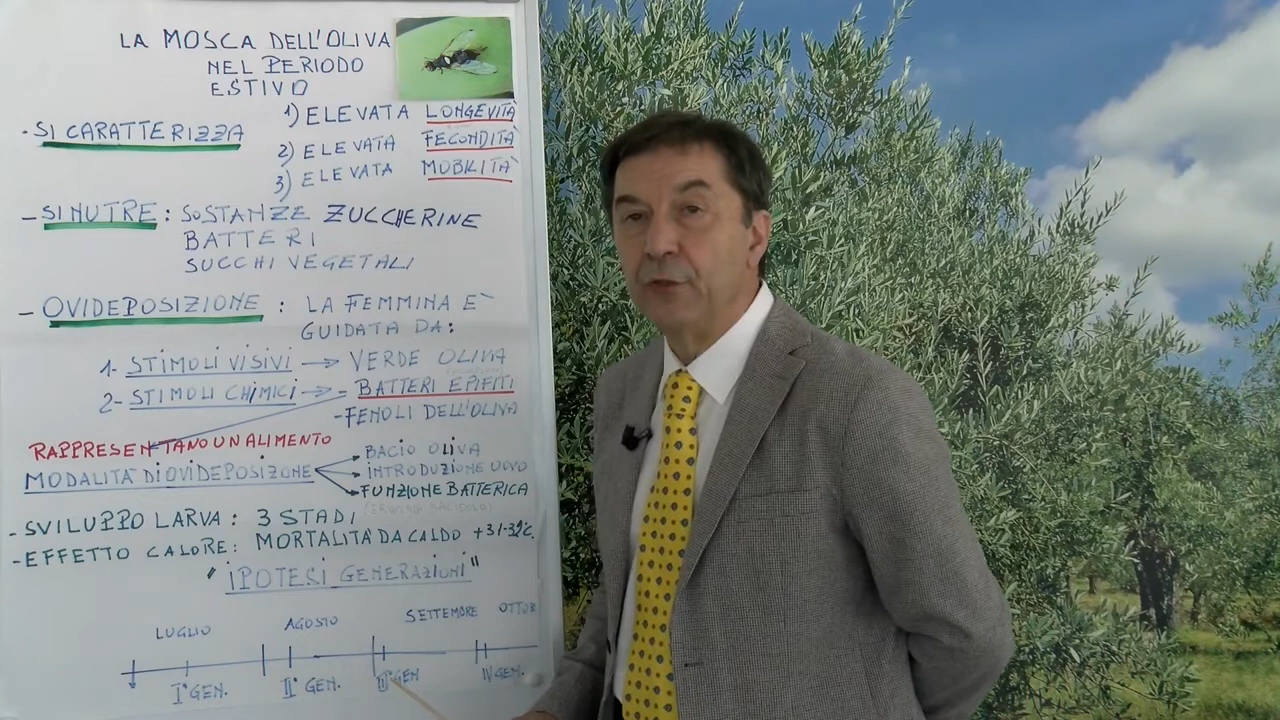 LA MOSCA DELL'OLIVA
NEL PERIODO
ESTIVO
• SI CARATTERIZZA
1) ELEVATA LONGEVITÀ
2) ELEVATA FECONDITÀ
3) ELEVATA MOBILITÀ
- SI NUTRE : SOSTANZE ZUCCHERINE
BATTERI
SUCCHI VEGETALI
- OVIDEPOSIZIONE : LA FEMMINA È
GUIDATA DA:
1- STIMOLI VISIVI → VERDE OLIVA
2- STIMOLI CHIMICI → - BATTERI EPIFITI
- FENOLI DELL'OLIVA
RAPPRESENTANO UN ALIMENTO
MODALITÀ DI OVIDEPOSIZONE
BACIO OLIVA
INTRODUZIONE UOVO
FUNZIONE BATTERICA
- SVILUPPO LARVA : 3 STADI
- EFFETTO CALORE : MORTALITÀ DA CALDO +31-32°C.
"IPOTESI GENERAZIONI"
LUGLIO AGOSTO SETTEMBRE OTTOB
I° GEN. II° GEN. III° GEN IV GEN.